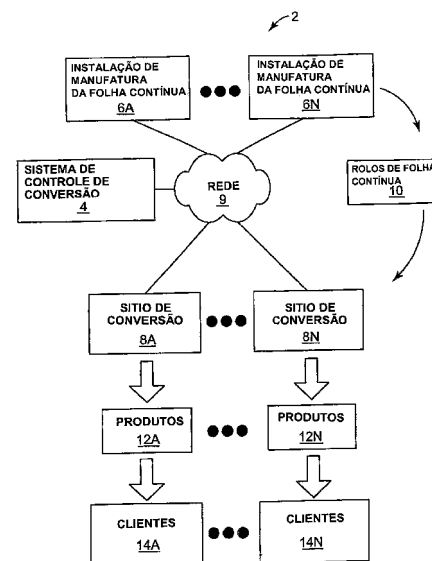 2
INSTALAÇÃO DE
MANUFATURA
DA FOLHA CONTÍNUA
6A
INSTALAÇÃO DE
MANUFATURA
DA FOLHA CONTÍNUA
6N
SISTEMA DE
CONTROLE DE
CONVERSÃO
4
REDE
9
ROLOS DE FOLHA
CONTÍNUA
10
SITIO DE
CONVERSÃO
8A
SITIO DE
CONVERSÃO
8N
PRODUTOS
12A
PRODUTOS
12N
CLIENTES
14A
CLIENTES
14N